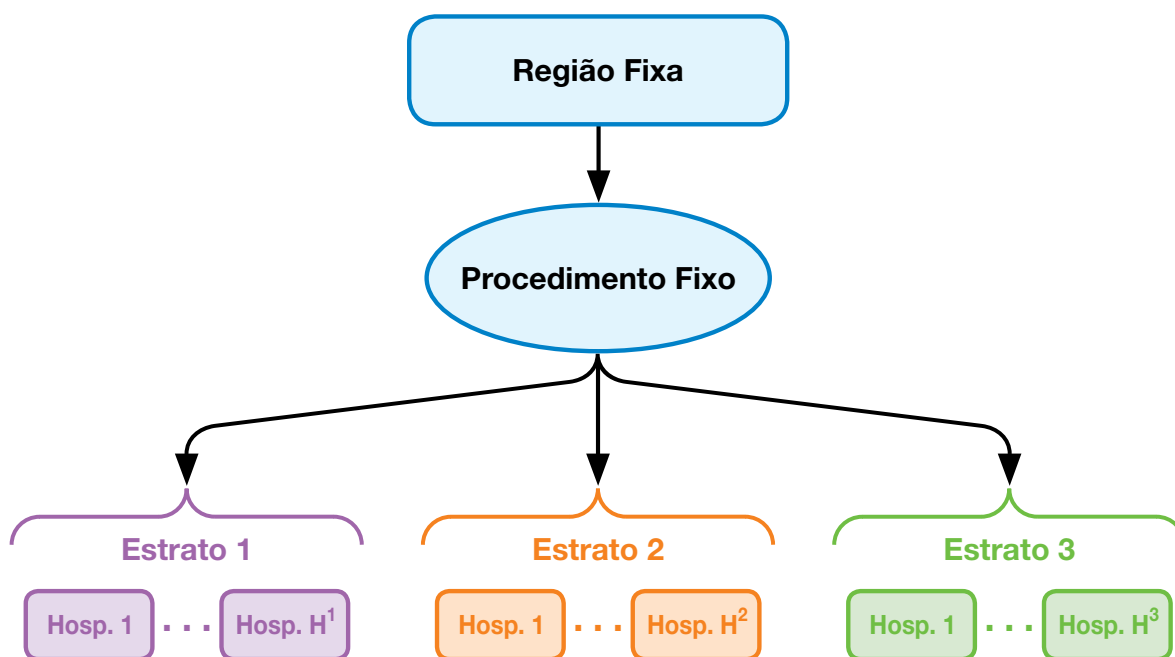 Região Fixa
Procedimento Fixo
Estrato 1 Estrato 2 Estrato 3
Hosp. 1 ... Hosp. H¹ Hosp. 1 ... Hosp. H² Hosp. 1 ... Hosp. H³